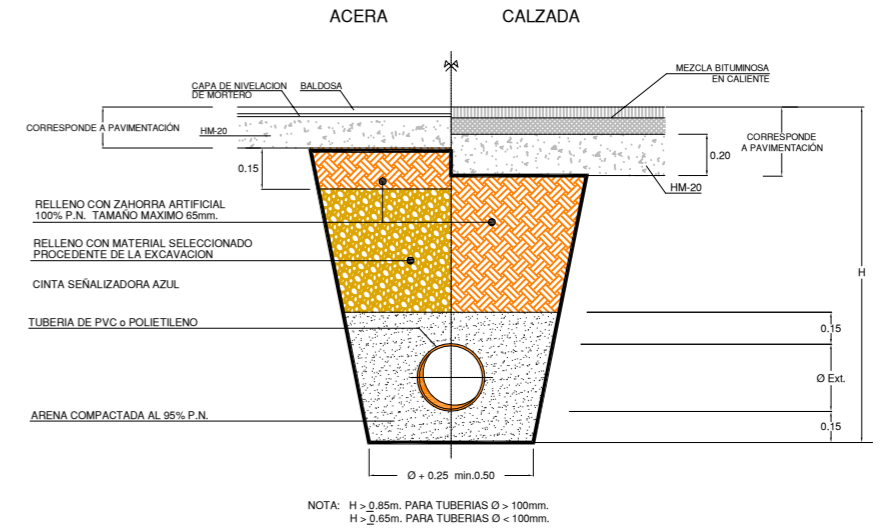 ACERA
CALZADA
MEZCLA BITUMINOSA
EN CALIENTE
CAPA DE NIVELACION
DE MORTERO
BALDOSA
CORRESPONDE A PAVIMENTACIÓN
HM-20
CORRESPONDE
A PAVIMENTACIÓN
0.20
0.15
HM-20
RELLENO CON ZAHORRA ARTIFICIAL
100% P.N. TAMAÑO MAXIMO 65mm.
RELLENO CON MATERIAL SELECCIONADO
PROCEDENTE DE LA EXCAVACION
H
CINTA SEÑALIZADORA AZUL
TUBERIA DE PVC o POLIETILENO
0.15
Ø Ext.
ARENA COMPACTADA AL 95% P.N.
0.15
Ø + 0.25 min.0.50
NOTA: H > 0.85m. PARA TUBERIAS Ø > 100mm.
H > 0.65m. PARA TUBERIAS Ø < 100mm.